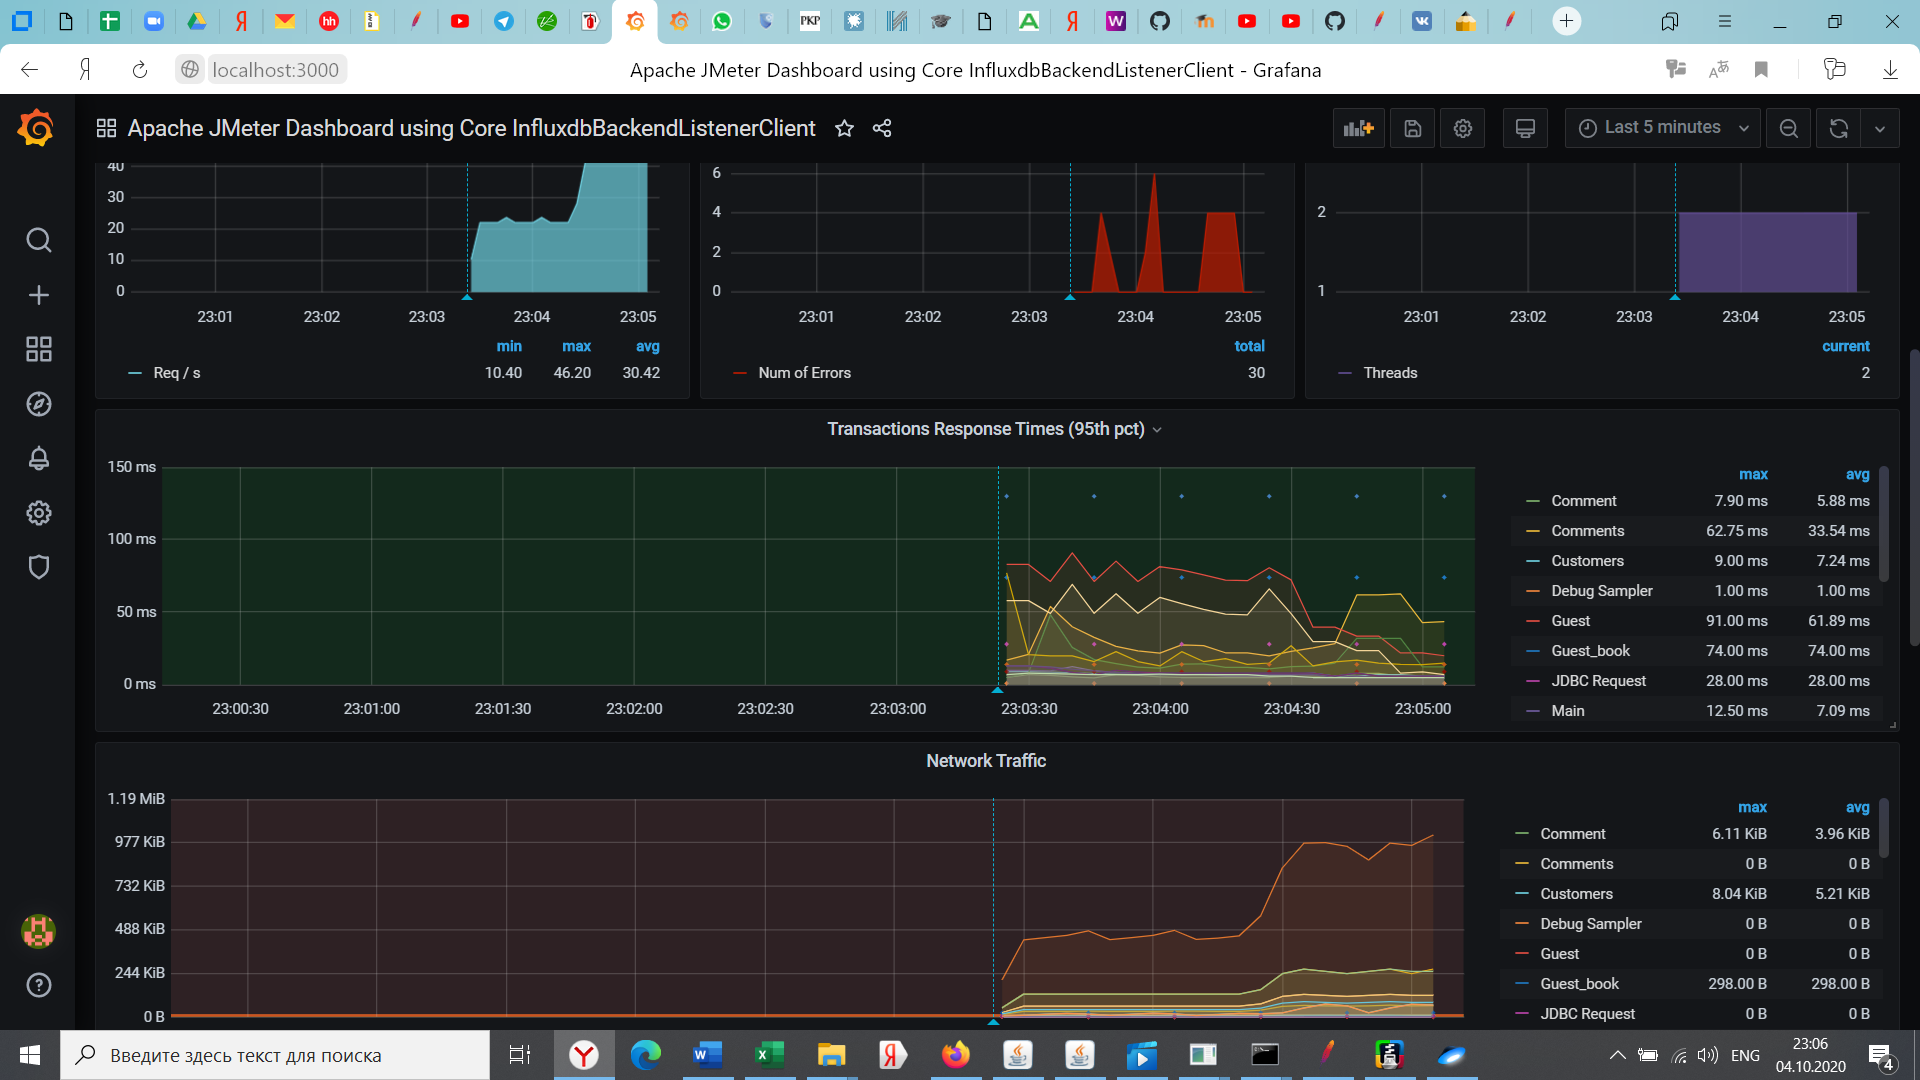 hh
PKP
localhost:3000
Apache JMeter Dashboard using Core InfluxdbBackendListenerClient - Grafana
Apache JMeter Dashboard using Core InfluxdbBackendListenerClient
Last 5 minutes
40
30
20
10
0
23:01 23:02 23:03 23:04 23:05
min max avg
Req / s 10.40 46.20 30.42
6
4
2
0
23:01 23:02 23:03 23:04 23:05
total
Num of Errors 30
2
1
23:01 23:02 23:03 23:04 23:05
current
Threads 2
Transactions Response Times (95th pct)
150 ms
100 ms
50 ms
0 ms
23:00:30 23:01:00 23:01:30 23:02:00 23:02:30 23:03:00 23:03:30 23:04:00 23:04:30 23:05:00
max avg
Comment 7.90 ms 5.88 ms
Comments 62.75 ms 33.54 ms
Customers 9.00 ms 7.24 ms
Debug Sampler 1.00 ms 1.00 ms
Guest 91.00 ms 61.89 ms
Guest_book 74.00 ms 74.00 ms
JDBC Request 28.00 ms 28.00 ms
Main 12.50 ms 7.09 ms
Network Traffic
1.19 MiB
977 KiB
732 KiB
488 KiB
244 KiB
0 B
max avg
Comment 6.11 KiB 3.96 KiB
Comments 0 B 0 B
Customers 8.04 KiB 5.21 KiB
Debug Sampler 0 B 0 B
Guest 0 B 0 B
Guest_book 298.00 B 298.00 B
JDBC Request 0 B 0 B
Введите здесь текст для поиска
ENG
23:06
04.10.2020
4